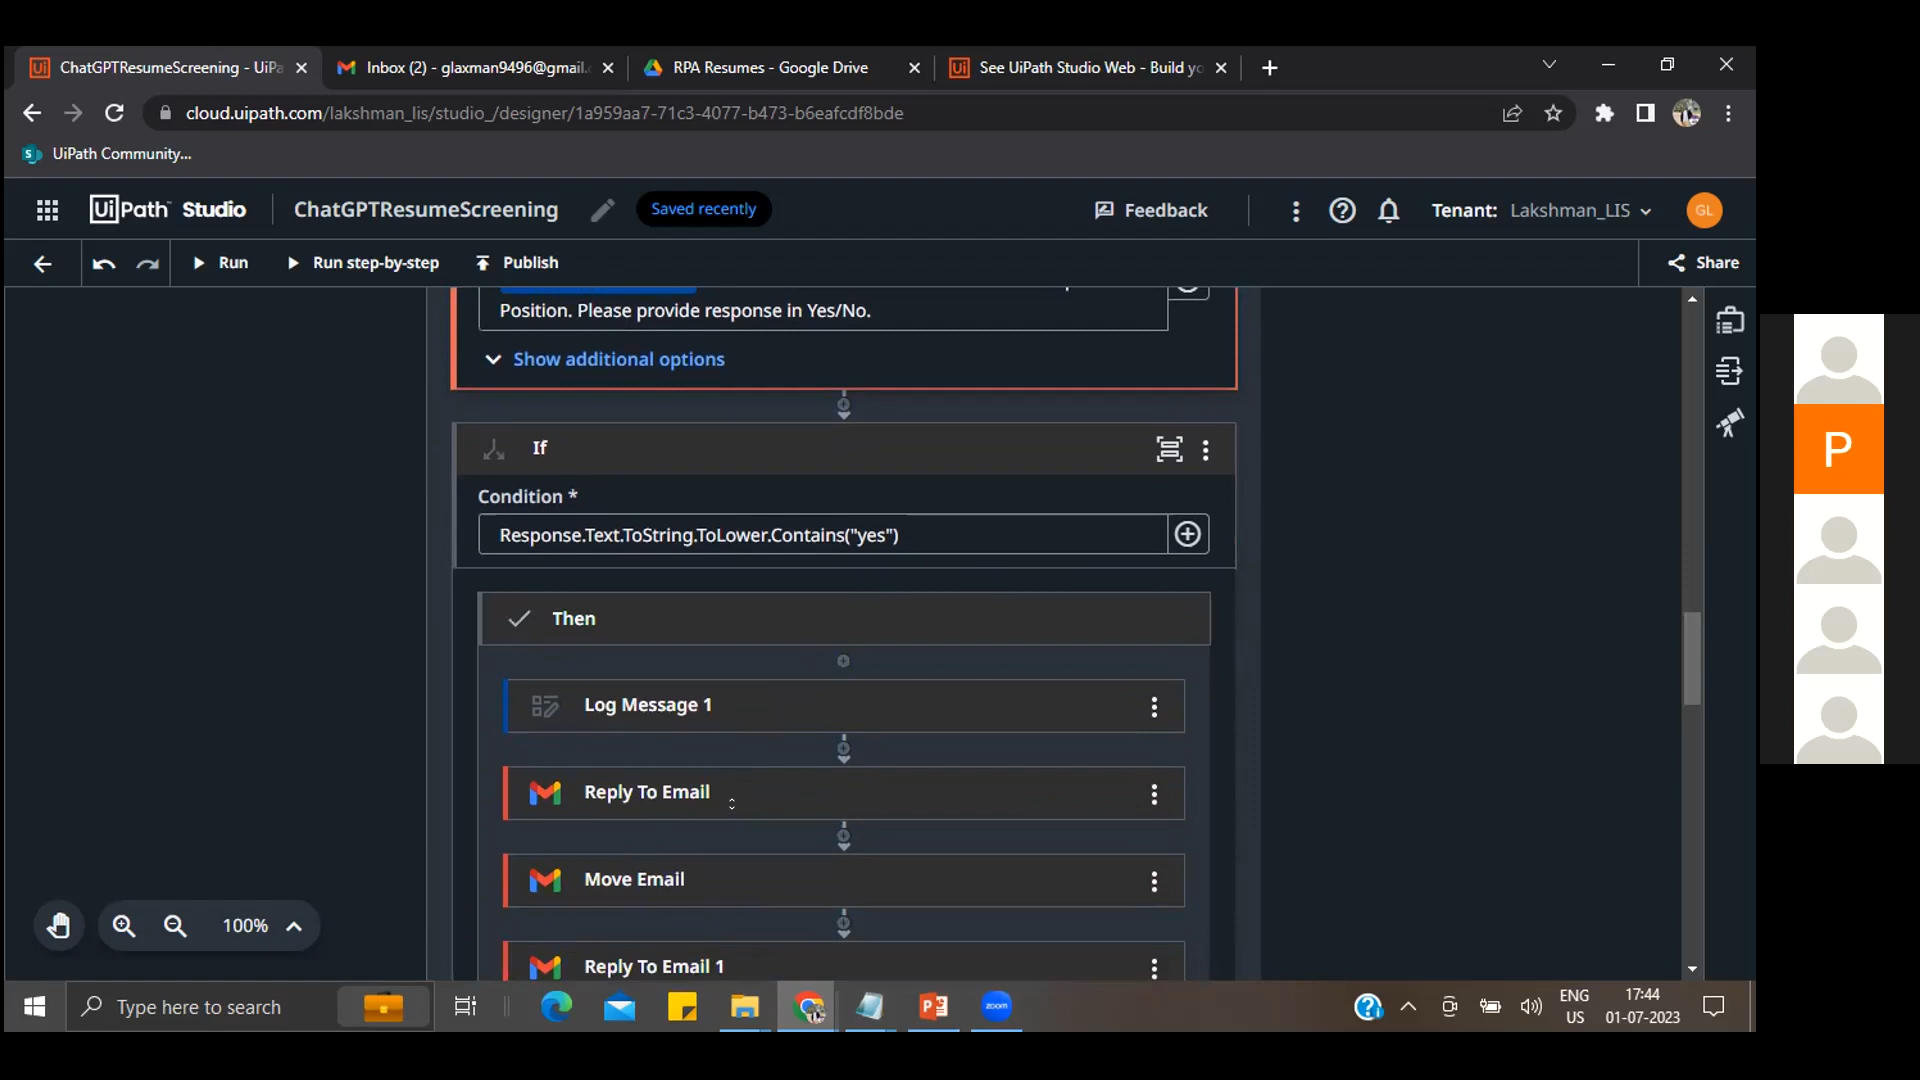 ChatGPTResumeScreening - UiPa
Inbox (2) - glaxman9496@gmail.
RPA Resumes - Google Drive
See UiPath Studio Web - Build yo
cloud.uipath.com/lakshman_lis/studio_/designer/1a959aa7-71c3-4077-b473-b6eafcdf8bde
UiPath Community...
UiPath Studio
ChatGPTResumeScreening
Saved recently
Feedback
Tenant: Lakshman_LIS
GL
Run
Run step-by-step
Publish
Share
Position. Please provide response in Yes/No.
Show additional options
If
Condition *
Response.Text.ToString.ToLower.Contains("yes")
Then
Log Message 1
Reply To Email
Move Email
Reply To Email 1
100%
P
Type here to search
zoom
ENG
US
17:44
01-07-2023